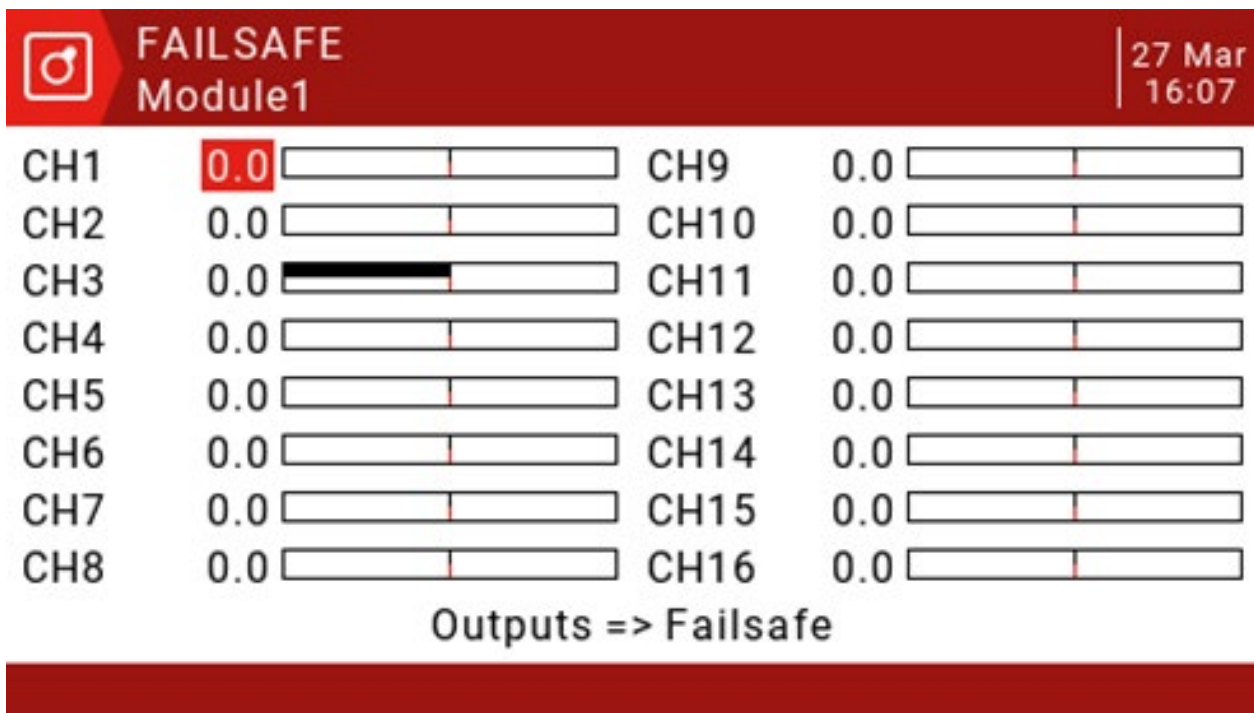 FAILSAFE
Module1
27 Mar
16:07
CH1 0.0 CH9 0.0
CH2 0.0 CH10 0.0
CH3 0.0 CH11 0.0
CH4 0.0 CH12 0.0
CH5 0.0 CH13 0.0
CH6 0.0 CH14 0.0
CH7 0.0 CH15 0.0
CH8 0.0 CH16 0.0
Outputs => Failsafe